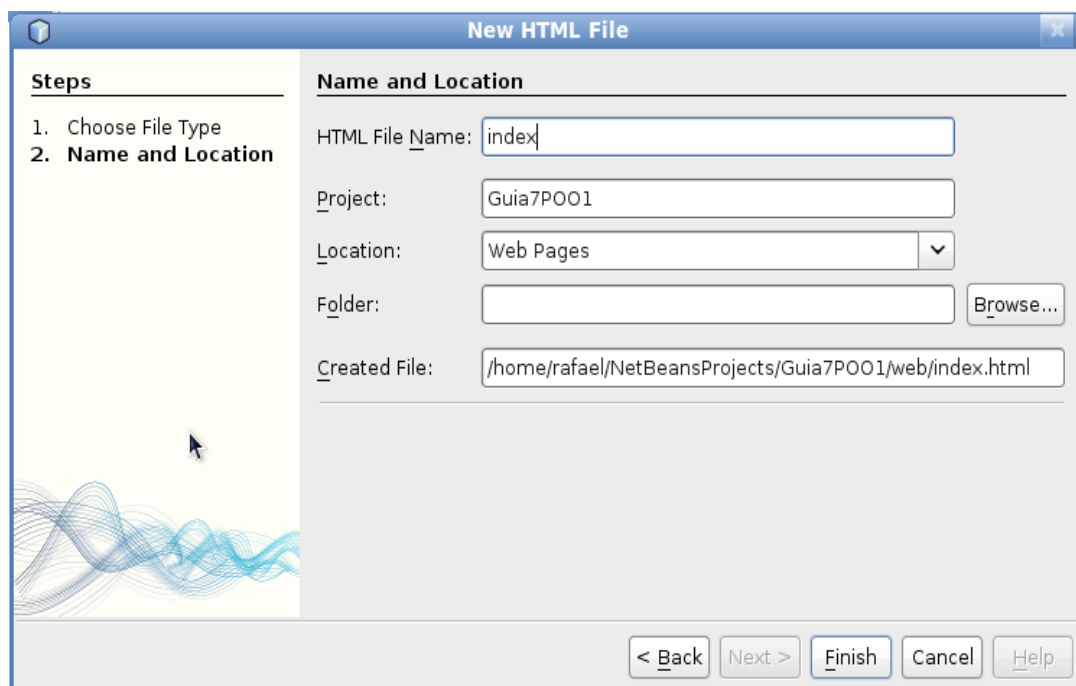 New HTML File
Steps
1. Choose File Type
2. Name and Location
Name and Location
HTML File Name: index
Project: Guia7POO1
Location: Web Pages
Folder: Browse...
Created File: /home/rafael/NetBeansProjects/Guia7POO1/web/index.html
< Back Next > Finish Cancel Help